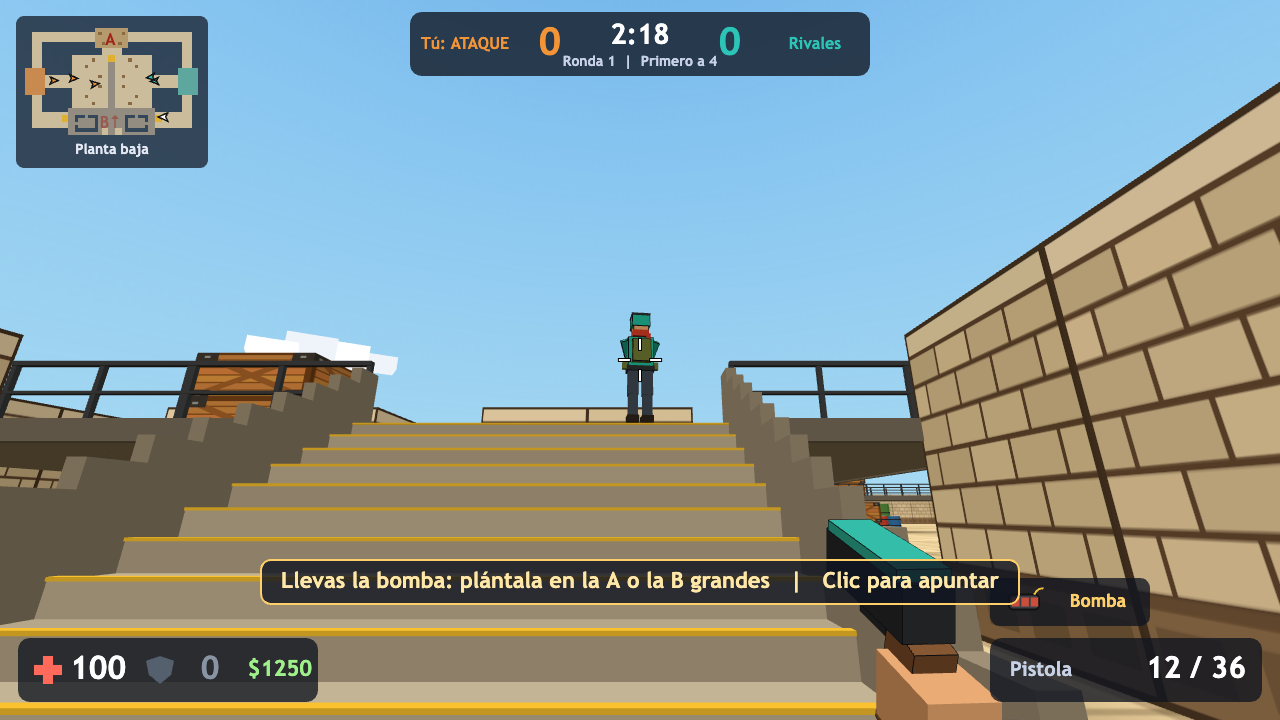 A
B↑
Planta baja
Tú: ATAQUE 0 2:18 0 Rivales
Ronda 1 | Primero a 4
Llevas la bomba: plántala en la A o la B grandes | Clic para apuntar
Bomba
100 0 $1250
Pistola 12 / 36